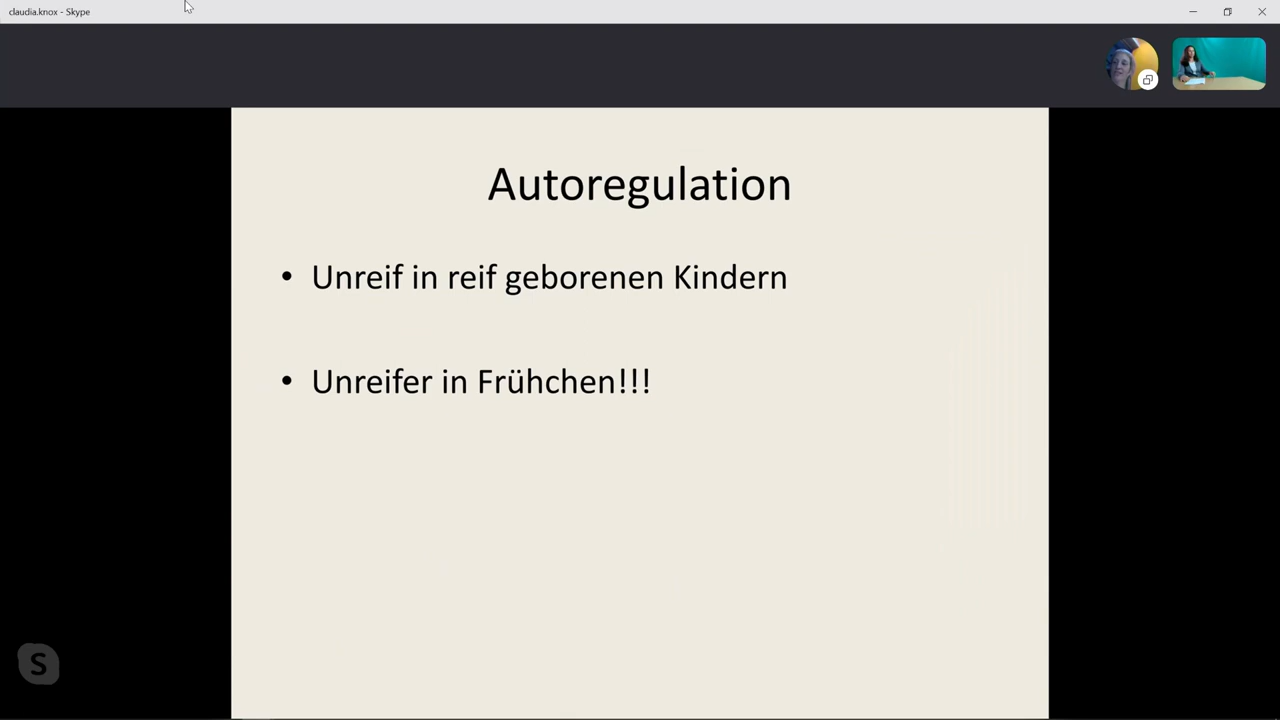 claudia.knox - Skype
Autoregulation
• Unreif in reif geborenen Kindern
• Unreifer in Frühchen!!!
S